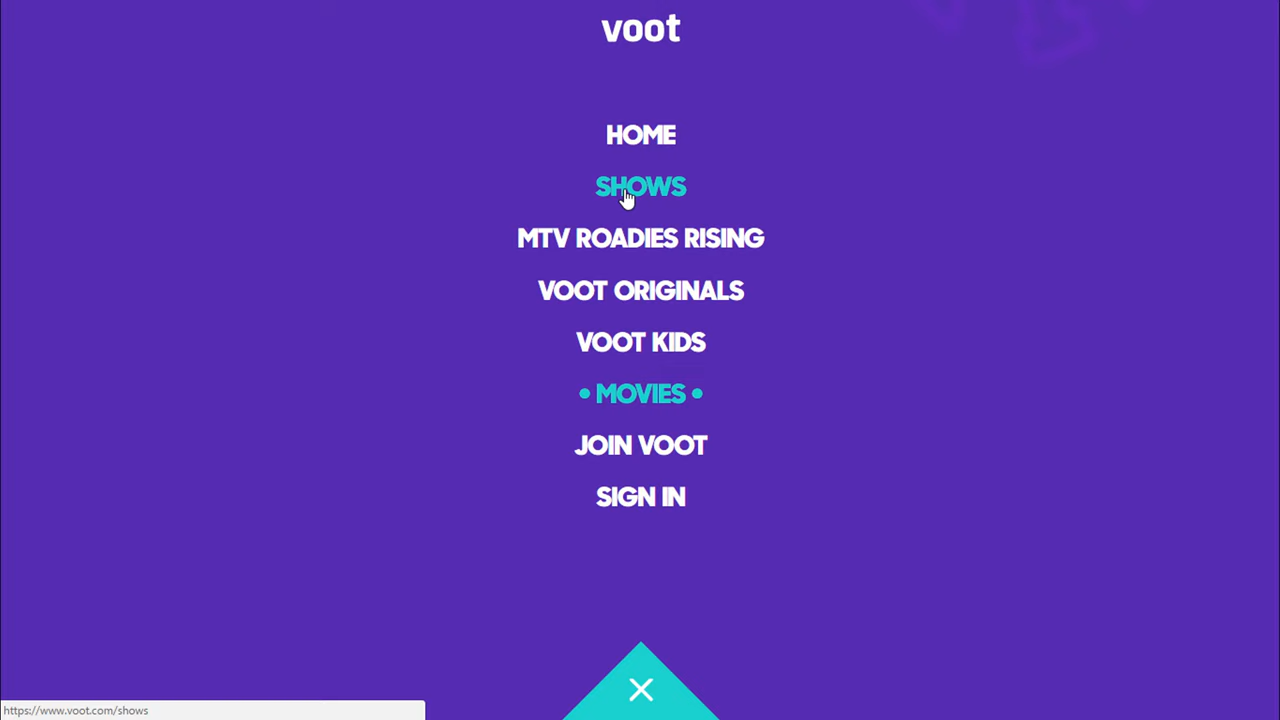 voot
HOME
SHOWS
MTV ROADIES RISING
VOOT ORIGINALS
VOOT KIDS
• MOVIES •
JOIN VOOT
SIGN IN
https://www.voot.com/shows